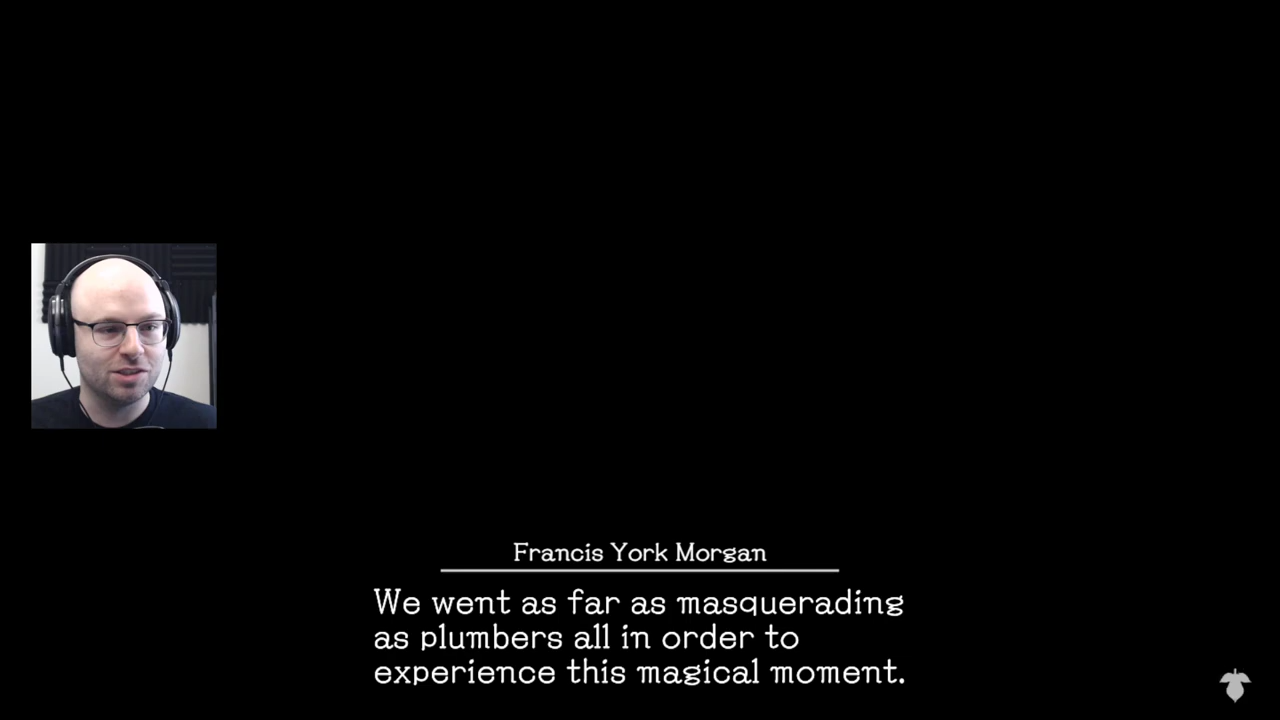 Francis York Morgan
We went as far as masquerading
as plumbers all in order to
experience this magical moment.